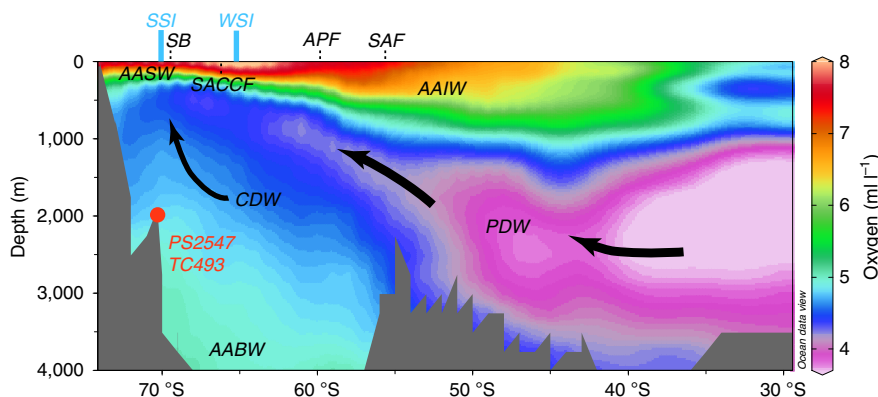 SSI
WSI
SB
APF
SAF
0
1,000
2,000
3,000
4,000
Depth (m)
AASW
SACCF
AAIW
CDW
PDW
PS2547
TC493
AABW
70 °S
60 °S
50 °S
40 °S
30 °S
Ocean data view
8
7
6
5
4
Oxygen (ml l⁻¹)